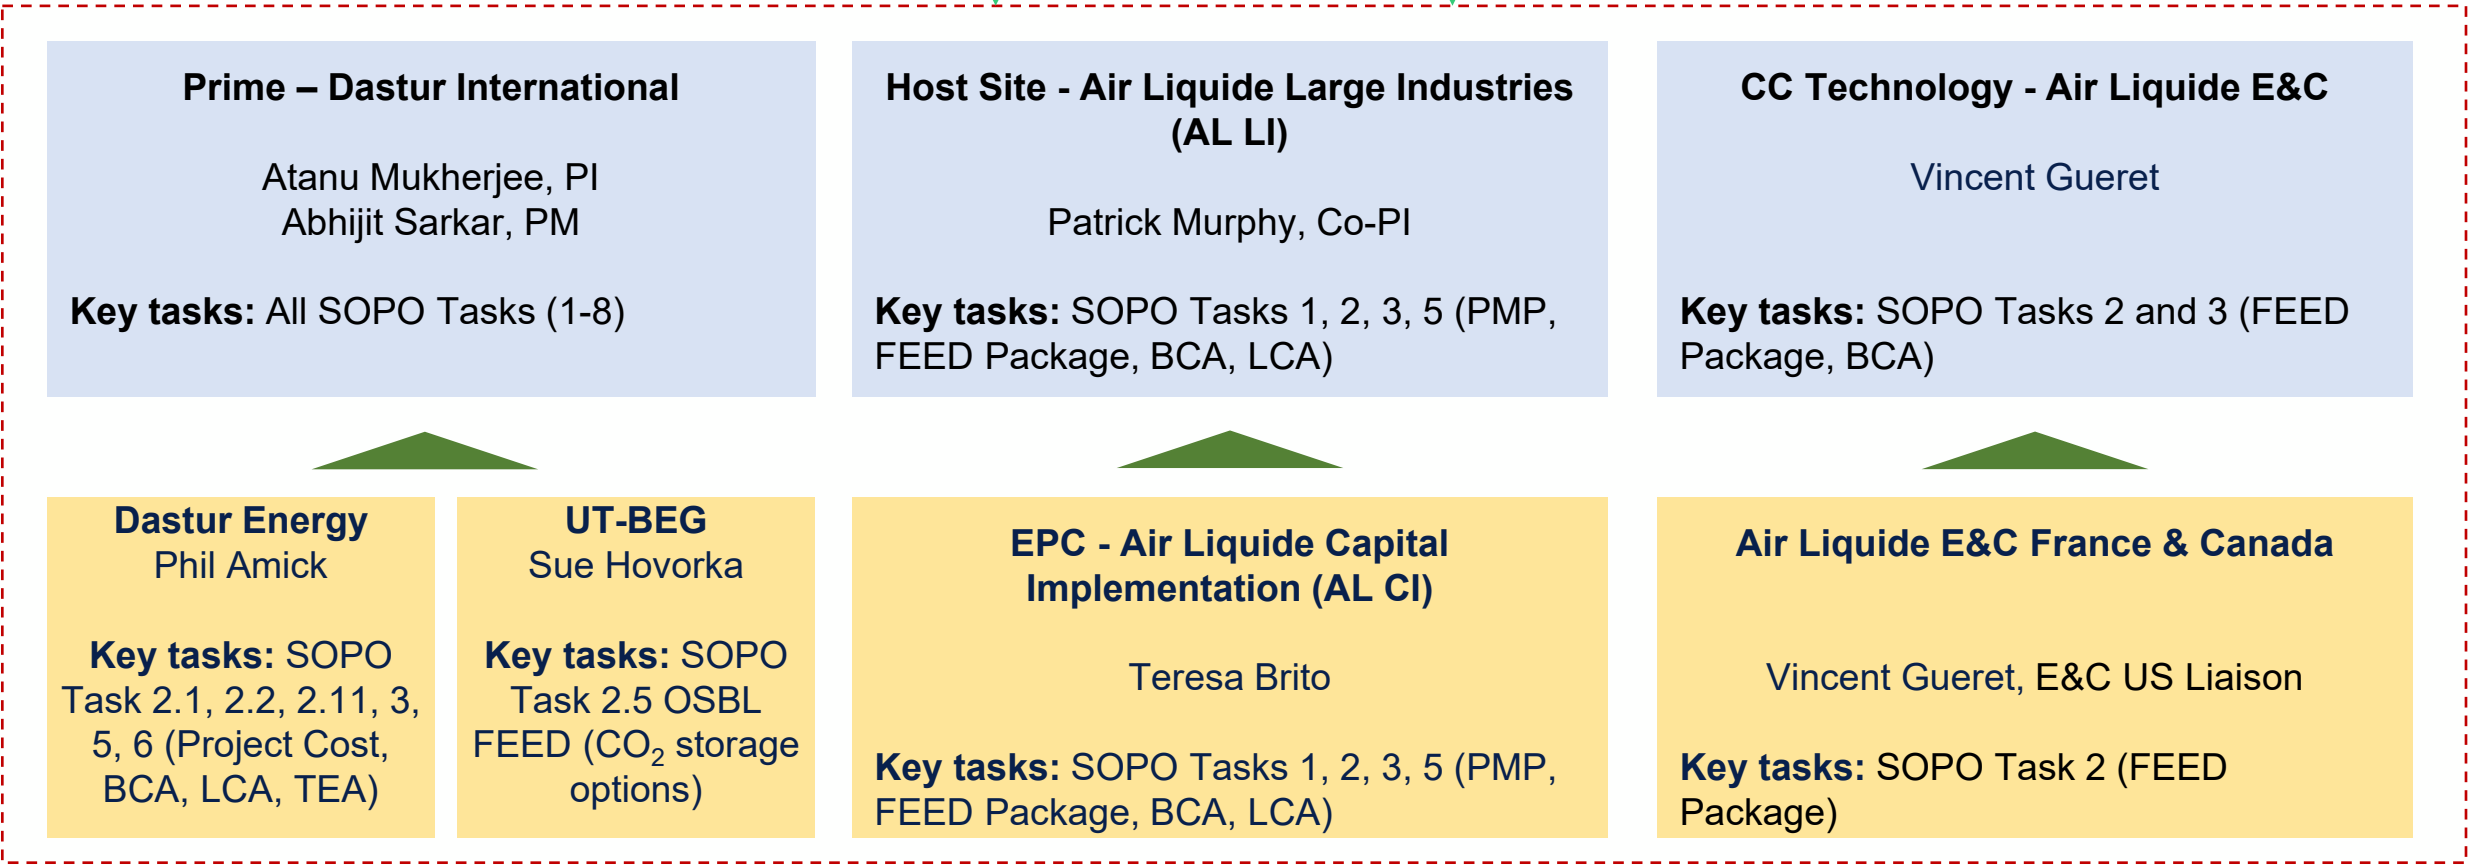 Prime – Dastur International
Atanu Mukherjee, PI
Abhijit Sarkar, PM
Key tasks: All SOPO Tasks (1-8)
Host Site - Air Liquide Large Industries
(AL LI)
Patrick Murphy, Co-PI
Key tasks: SOPO Tasks 1, 2, 3, 5 (PMP,
FEED Package, BCA, LCA)
CC Technology - Air Liquide E&C
Vincent Gueret
Key tasks: SOPO Tasks 2 and 3 (FEED
Package, BCA)
Dastur Energy
Phil Amick
Key tasks: SOPO
Task 2.1, 2.2, 2.11, 3,
5, 6 (Project Cost,
BCA, LCA, TEA)
UT-BEG
Sue Hovorka
Key tasks: SOPO
Task 2.5 OSBL
FEED (CO₂ storage
options)
EPC - Air Liquide Capital
Implementation (AL CI)
Teresa Brito
Key tasks: SOPO Tasks 1, 2, 3, 5 (PMP,
FEED Package, BCA, LCA)
Air Liquide E&C France & Canada
Vincent Gueret, E&C US Liaison
Key tasks: SOPO Task 2 (FEED
Package)